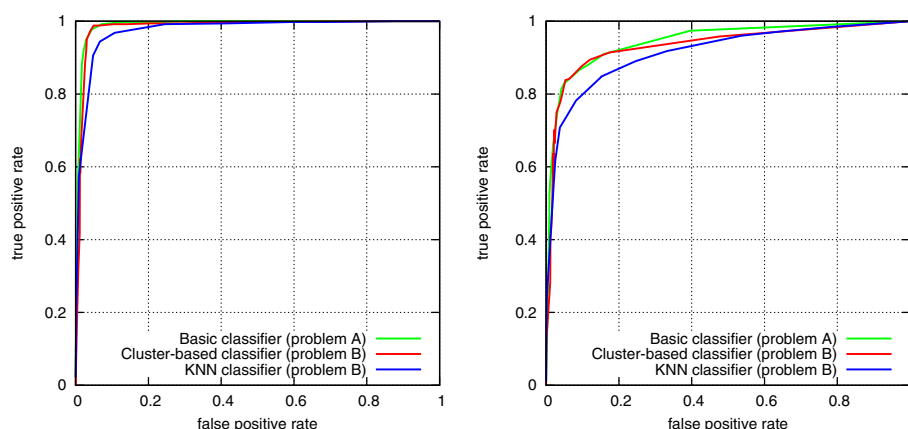 1
0.8
0.6
0.4
0.2
0
0 0.2 0.4 0.6 0.8 1
true positive rate
false positive rate
Basic classifier (problem A)
Cluster-based classifier (problem B)
KNN classifier (problem B)
1
0.8
0.6
0.4
0.2
0
0 0.2 0.4 0.6 0.8
true positive rate
false positive rate
Basic classifier (problem A)
Cluster-based classifier (problem B)
KNN classifier (problem B)